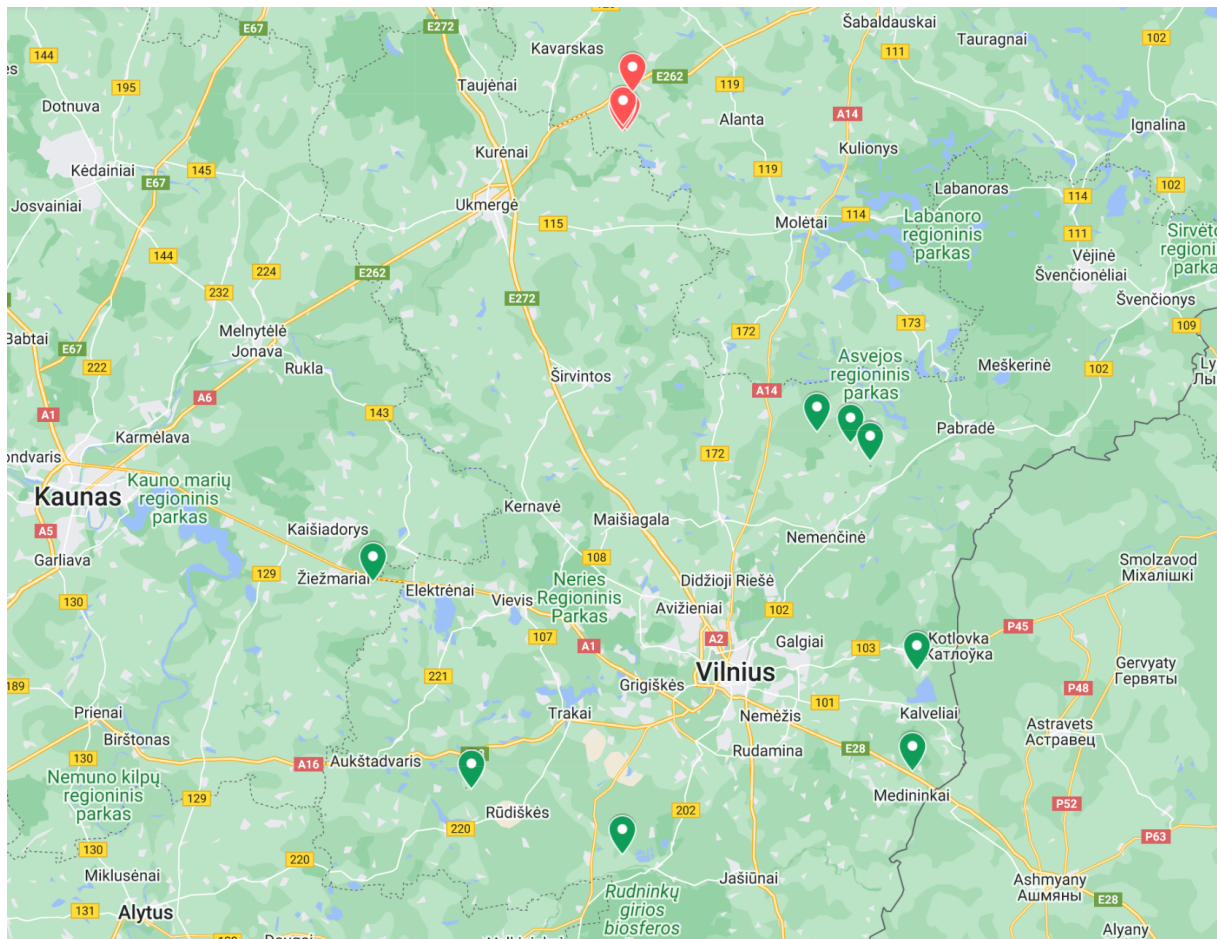 E67
E272
Kavarskas
Šabaldauskai
Tauragnai
102
144
111
Taujėnai
E262
119
195
Dotnuva
Alanta
A14
Ignalina
Kurėnai
Kulionys
Kėdainiai
145
E67
119
Labanoras
102
114
Josvainiai
Ukmergė
115
Molėtai
114
Labanoro
regioninis
parkas
111
144
224
E262
Vėjinė
Švenčionėliai
232
E272
Švenčionys
Melnytėlė
Jonava
172
173
109
Babtai
E67
222
Rukla
Širvintos
Asvejos
regioninis
parkas
Meškerinė
102
A14
A6
A1
143
Karmėlava
Pabradė
172
Kaunas
Kauno marių
regioninis
parkas
Kernavė
Maišiagala
A5
Kaišiadorys
Nemenčinė
Garliava
129
108
Smolzavod
Міхалішкі
Žiežmariai
Elektrėnai
Neries
Regioninis
Parkas
Didžioji Riešė
130
Vievis
Avižieniai
102
107
A1
A2
Galgiai
103
Kotlovka
Катлоўка
P45
Gervyaty
Гервяты
221
Vilnius
189
Grigiškės
P48
101
Prienai
Trakai
Nemėžis
Kalveliai
Astravets
Астравец
Birštonas
Rudamina
E28
130
A16
Aukštadvaris
Nemuno kilpų
regioninis
parkas
129
Medininkai
P52
Rūdiškės
202
220
P63
130
220
Miklusėnai
Jašiūnai
Ashmyany
Ашмяны
131
Alytus
Rudninkų
girios
biosferos
E28
Alyany